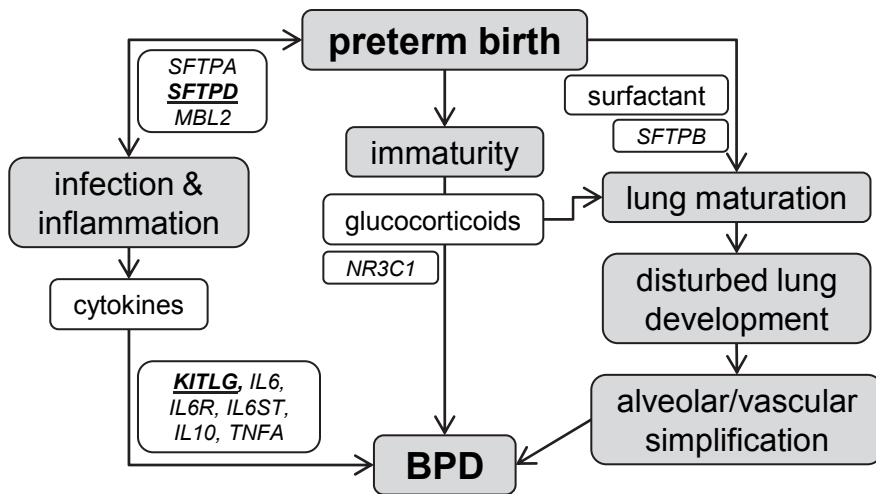 preterm birth
SFTPA
SFTPD
MBL2
surfactant
SFTPB
immaturity
infection &
inflammation
glucocorticoids
lung maturation
NR3C1
cytokines
disturbed lung
development
KITLG, IL6,
IL6R, IL6ST,
IL10, TNFA
alveolar/vascular
simplification
BPD